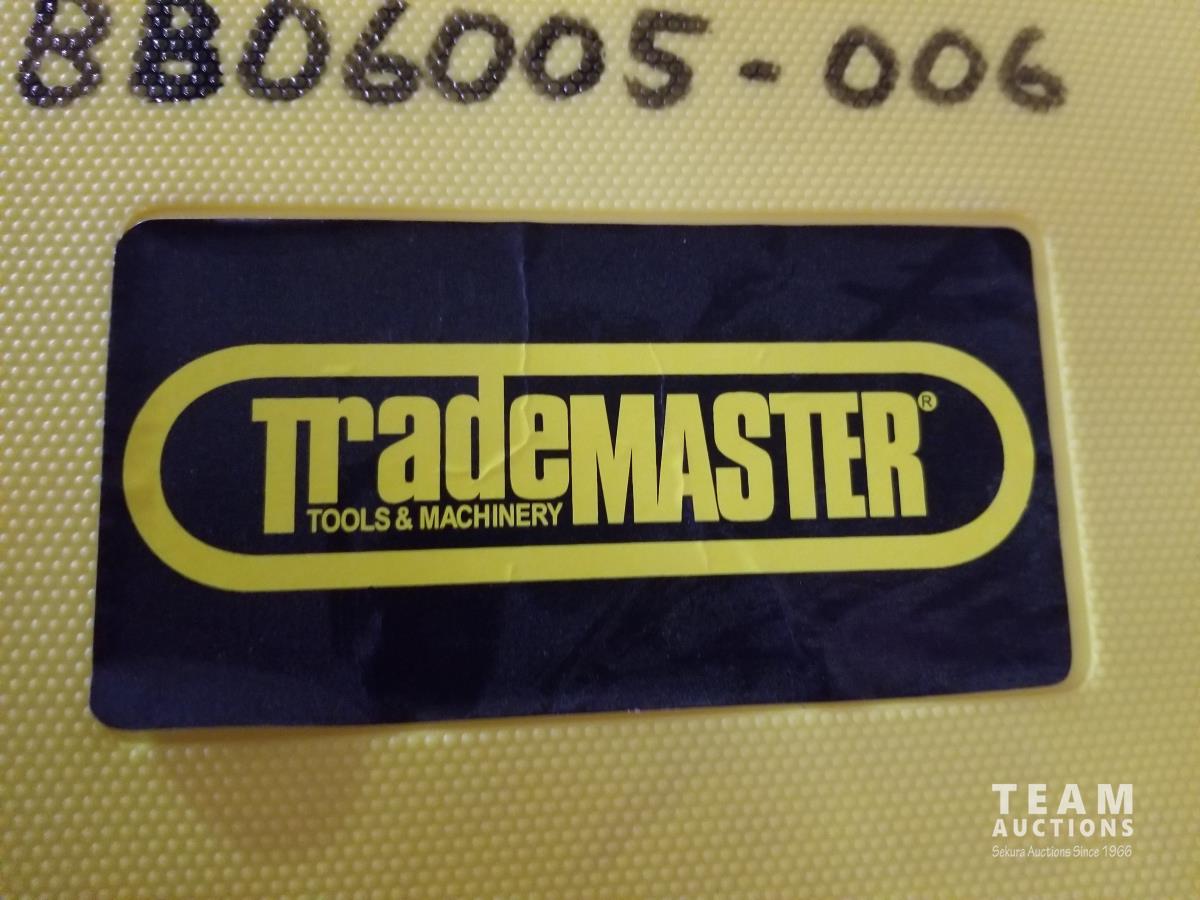 BB06005-006
TradeMASTER®
TOOLS & MACHINERY
TEAM
AUCTIONS
Sekura Auctions Since 1966